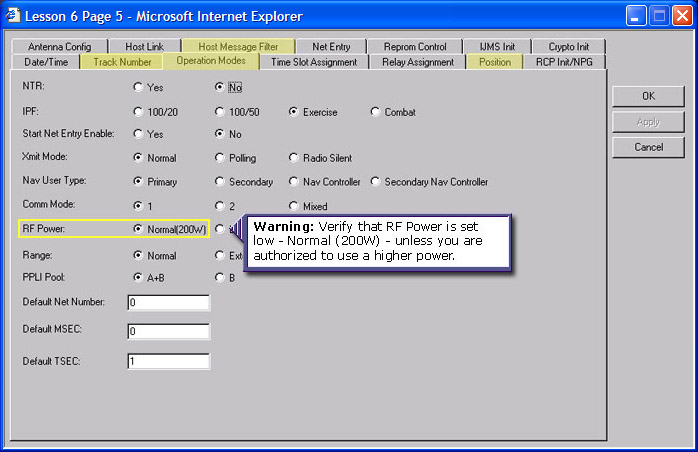 Lesson 6 Page 5 - Microsoft Internet Explorer
Antenna Config Host Link Host Message Filter Net Entry Reprom Control IJMS Init Crypto Init
Date/Time Track Number Operation Modes Time Slot Assignment Relay Assignment Position RCP Init/NPG
NTR: Yes No
OK
IPF: 100/20 100/50 Exercise Combat
Apply
Start Net Entry Enable: Yes No
Cancel
Xmit Mode: Normal Polling Radio Silent
Nav User Type: Primary Secondary Nav Controller Secondary Nav Controller
Comm Mode: 1 2 Mixed
RF Power: Normal(200W)
Warning: Verify that RF Power is set
low - Normal (200W) - unless you are
authorized to use a higher power.
Range: Normal
PPLI Pool: A+B B
Default Net Number: 0
Default MSEC: 0
Default TSEC: 1